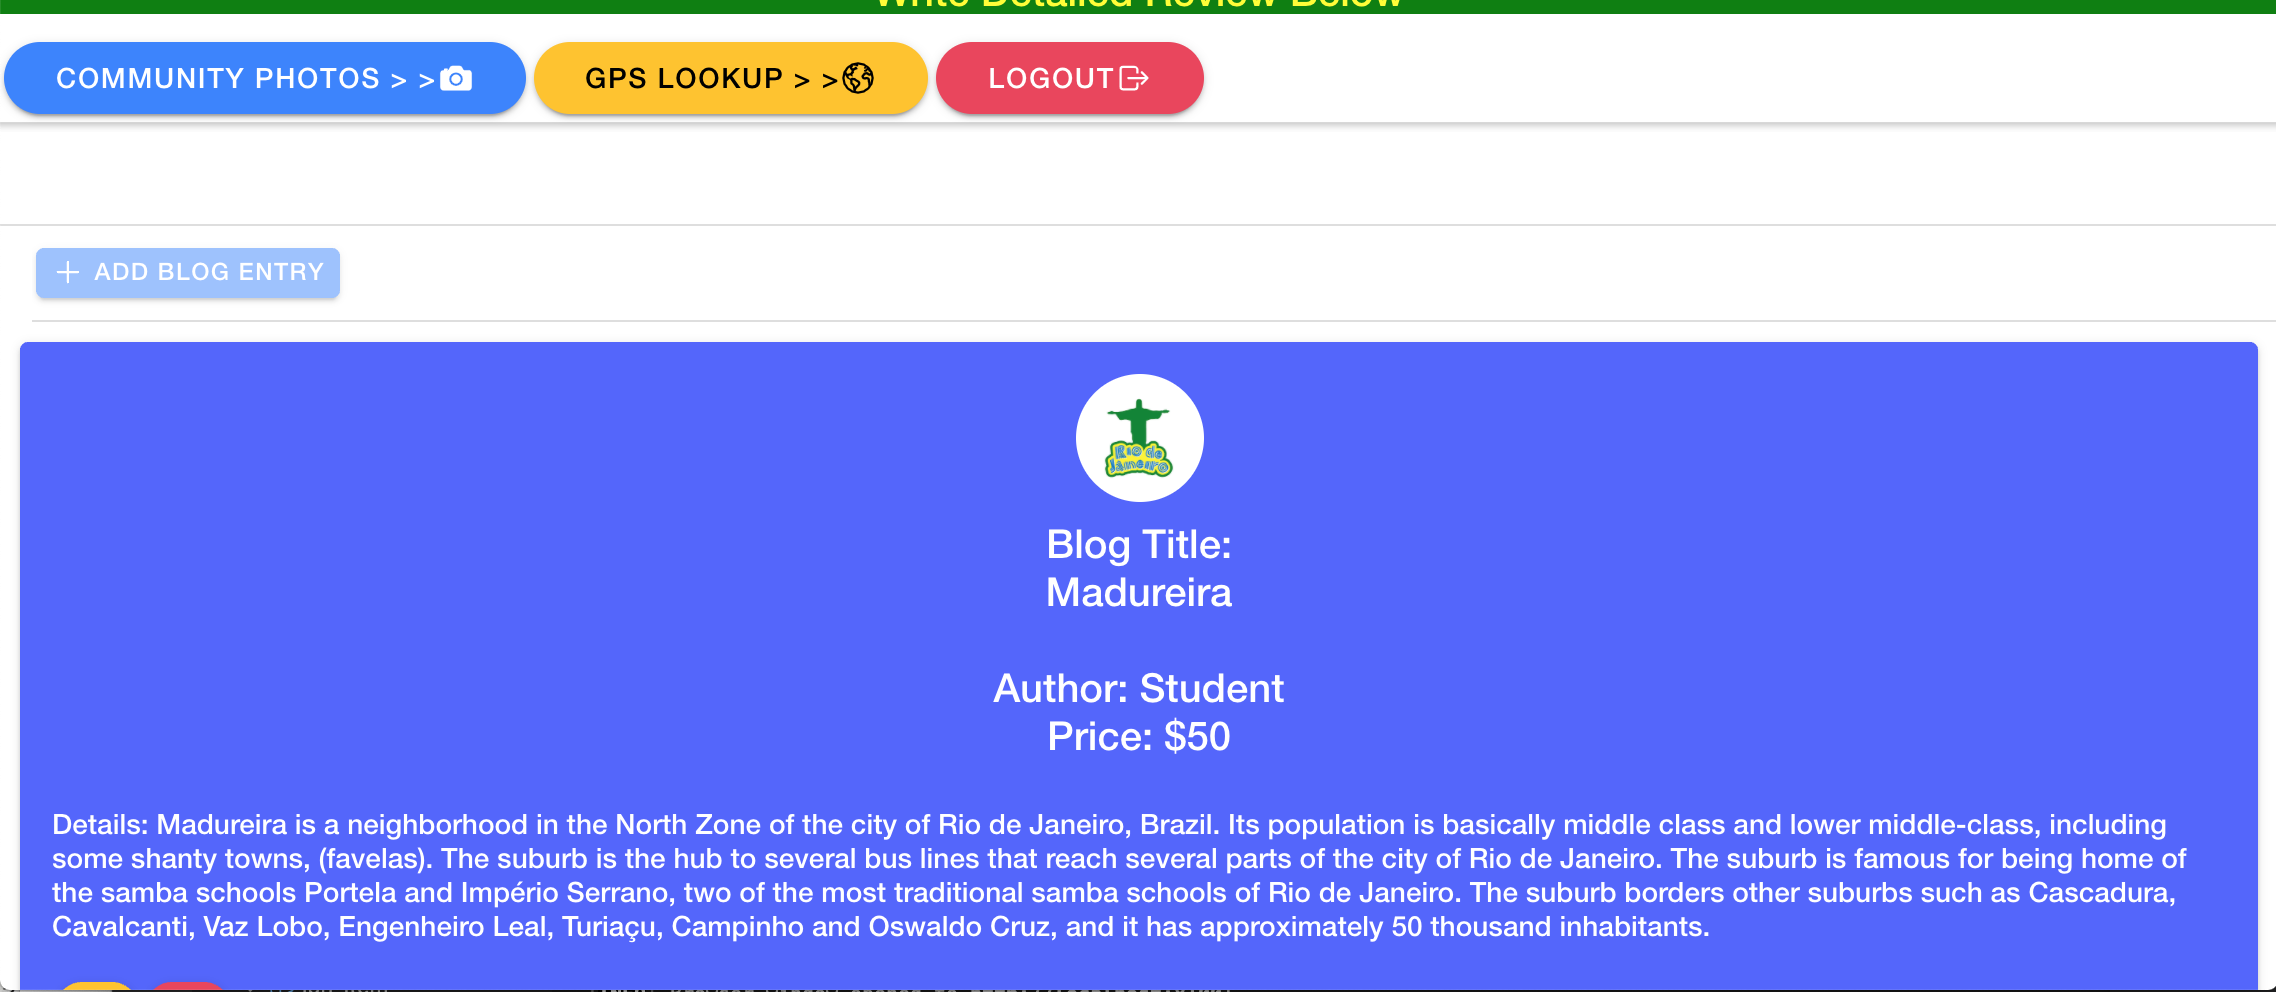 Write Detailed Review Below
COMMUNITY PHOTOS > >
GPS LOOKUP > >
LOGOUT
ADD BLOG ENTRY
Rio de
Janeiro
Blog Title:
Madureira
Author: Student
Price: $50
Details: Madureira is a neighborhood in the North Zone of the city of Rio de Janeiro, Brazil. Its population is basically middle class and lower middle-class, including
some shanty towns, (favelas). The suburb is the hub to several bus lines that reach several parts of the city of Rio de Janeiro. The suburb is famous for being home of
the samba schools Portela and Império Serrano, two of the most traditional samba schools of Rio de Janeiro. The suburb borders other suburbs such as Cascadura,
Cavalcanti, Vaz Lobo, Engenheiro Leal, Turiaçu, Campinho and Oswaldo Cruz, and it has approximately 50 thousand inhabitants.